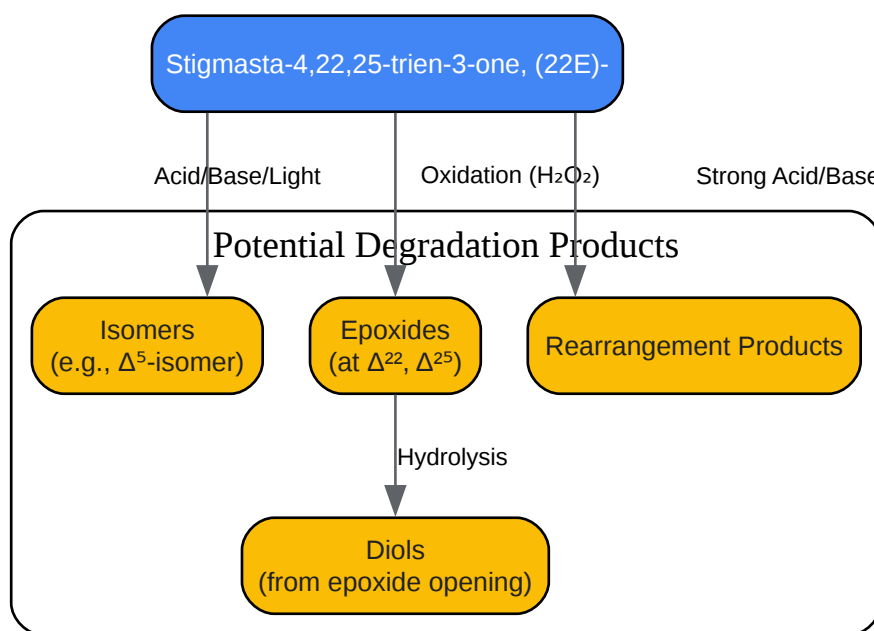 Stigmasta-4,22,25-trien-3-one, (22E)-
Acid/Base/Light
Oxidation (H₂O₂)
Strong Acid/Base
Potential Degradation Products
Isomers
(e.g., Δ⁵-isomer)
Epoxides
(at Δ²², Δ²⁵)
Rearrangement Products
Hydrolysis
Diols
(from epoxide opening)